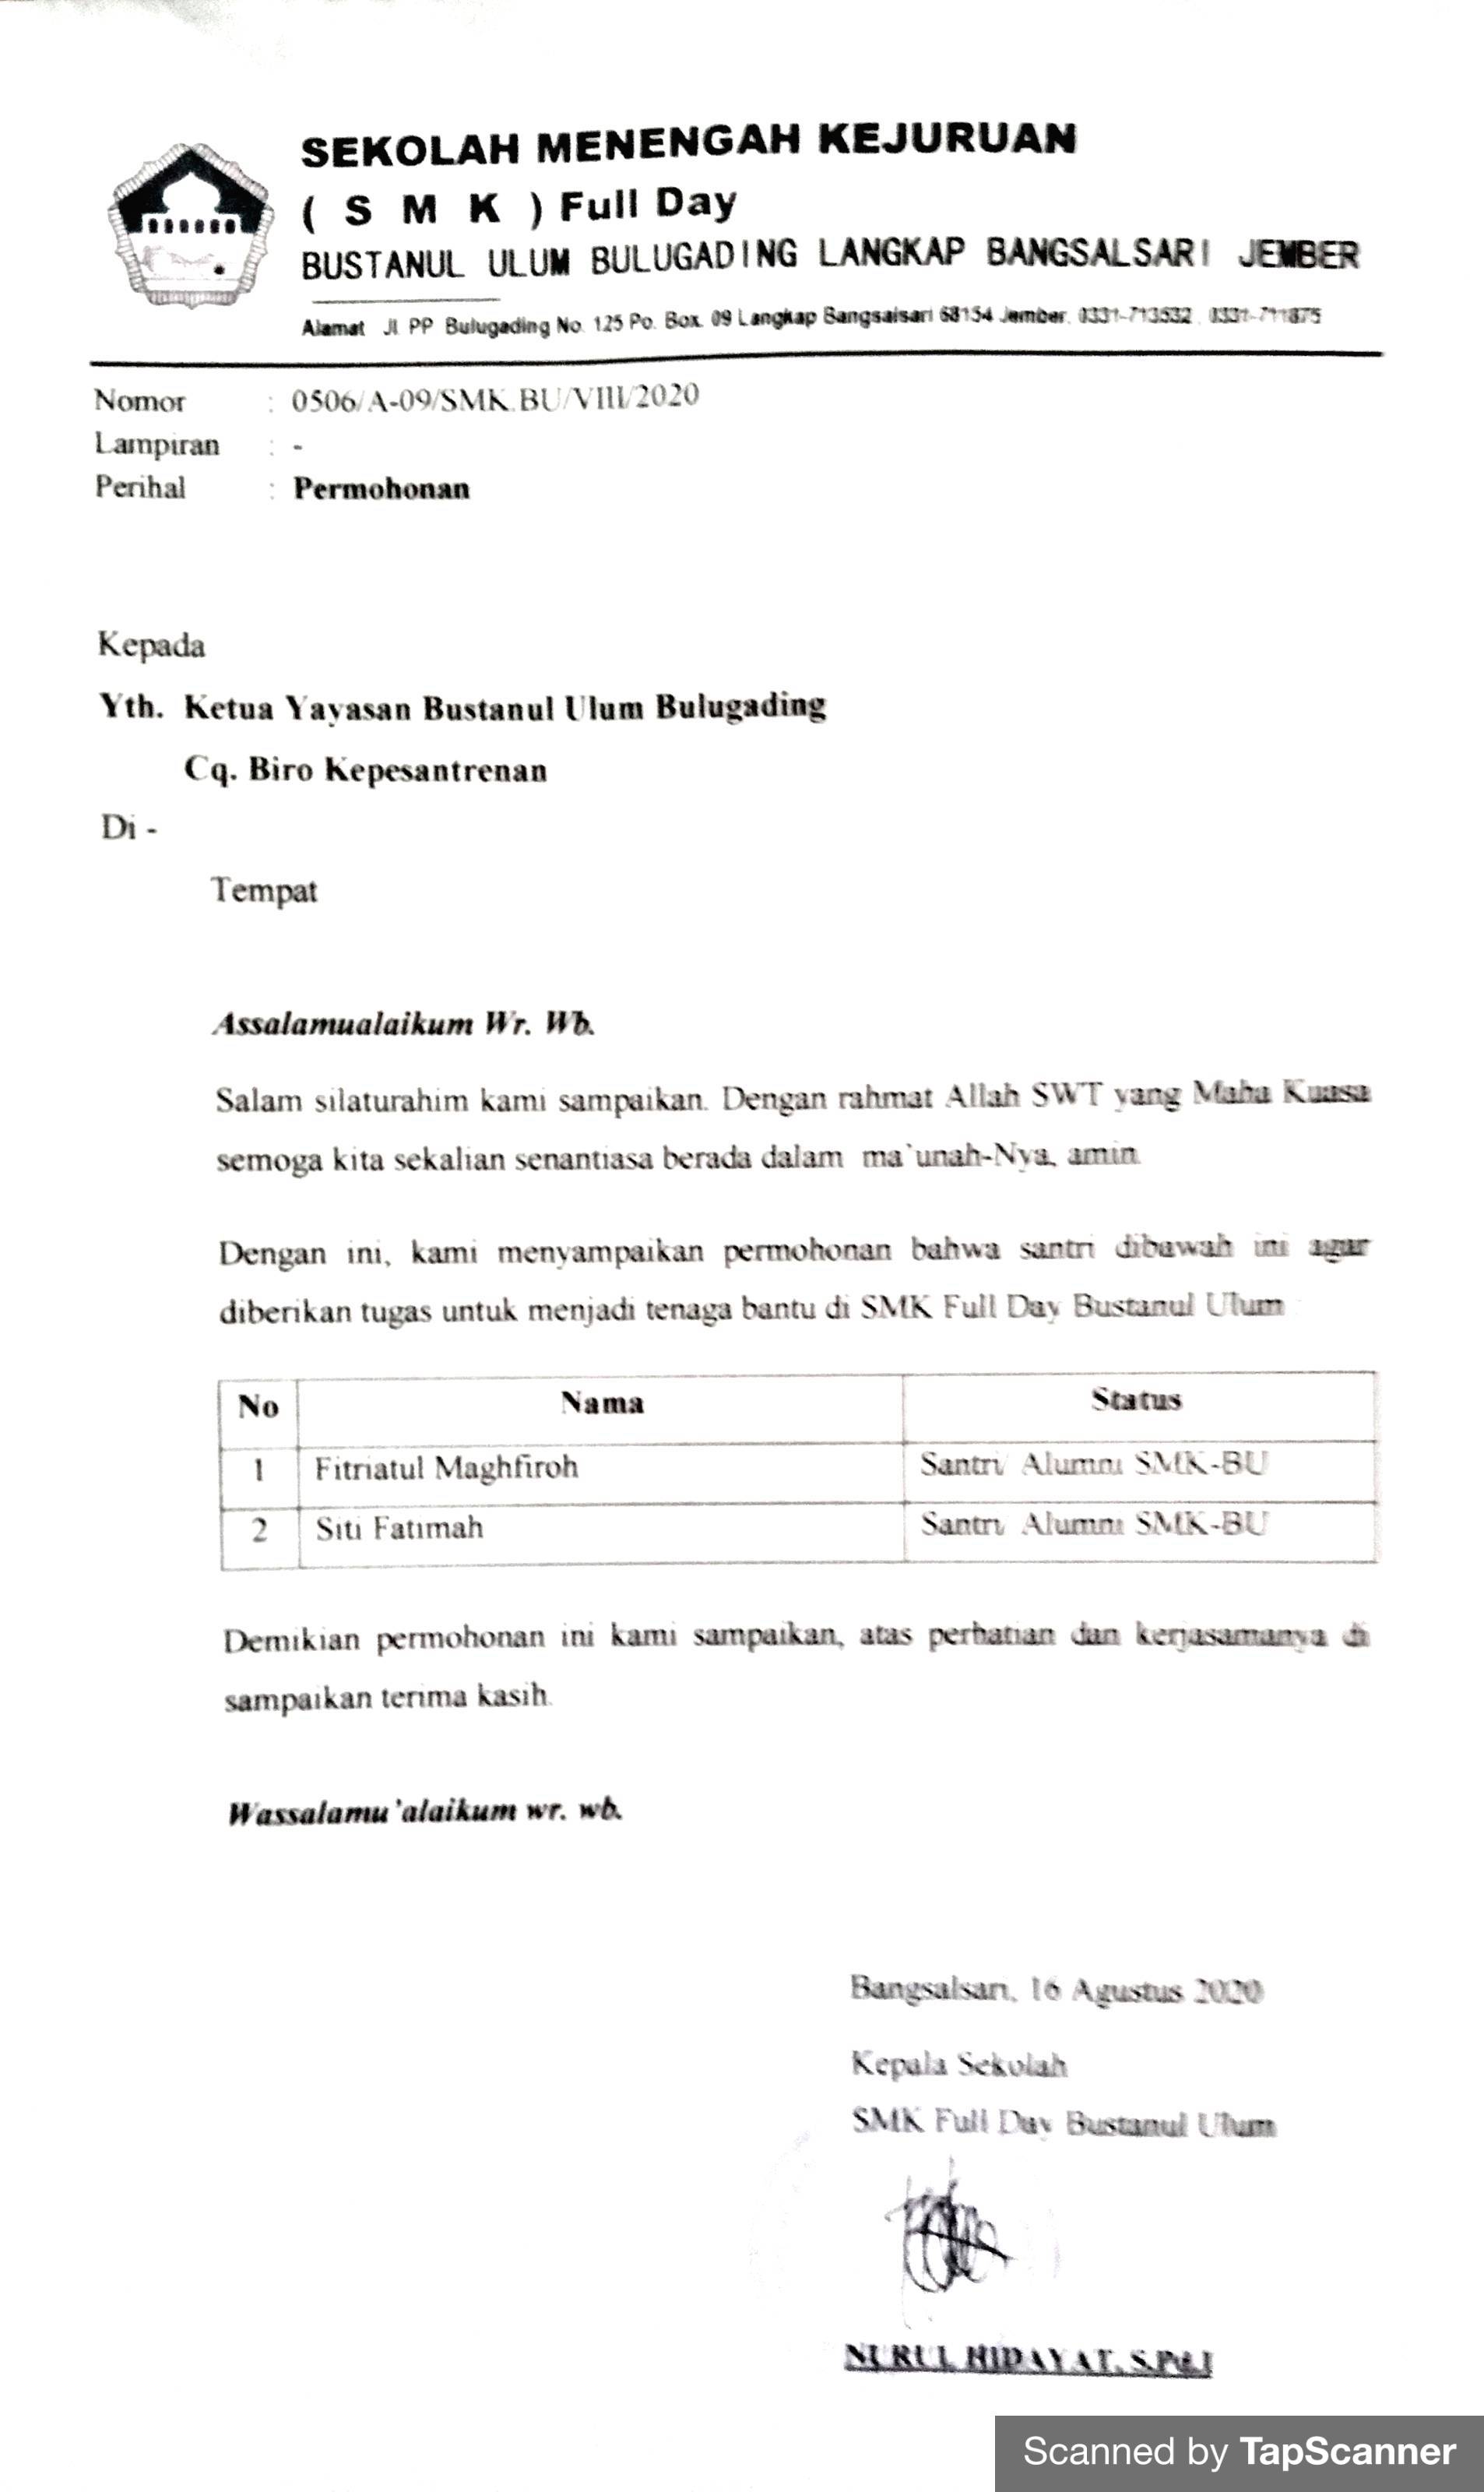 SEKOLAH MENENGAH KEJURUAN
( S M K ) Full Day
BUSTANUL ULUM BULUGADING LANGKAP BANGSALSARI JEMBER
Alamat Jl. PP Bulugading No. 125 Po. Box. 09 Langkap Bangsalsari 68154 Jember. 0331-713532 , 0331-711875
Nomor : 0506/A-09/SMK.BU/VIII/2020
Lampiran : -
Perihal : Permohonan
Kepada
Yth. Ketua Yayasan Bustanul Ulum Bulugading
Cq. Biro Kepesantrenan
Di -
Tempat
Assalamualaikum Wr. Wb.
Salam silaturahim kami sampaikan. Dengan rahmat Allah SWT yang Maha Kuasa
semoga kita sekalian senantiasa berada dalam ma`unah-Nya, amin.
Dengan ini, kami menyampaikan permohonan bahwa santri dibawah ini agar
diberikan tugas untuk menjadi tenaga bantu di SMK Full Day Bustanul Ulum :
No Nama Status
1 Fitriatul Maghfiroh Santri/ Alumni SMK-BU
2 Siti Fatimah Santri/ Alumni SMK-BU
Demikian permohonan ini kami sampaikan, atas perhatian dan kerjasamanya di
sampaikan terima kasih.
Wassalamu'alaikum wr. wb.
Bangsalsari, 16 Agustus 2020
Kepala Sekolah
SMK Full Day Bustanul Ulum
NURUL HIDAYAT, S.Pd.I
Scanned by TapScanner